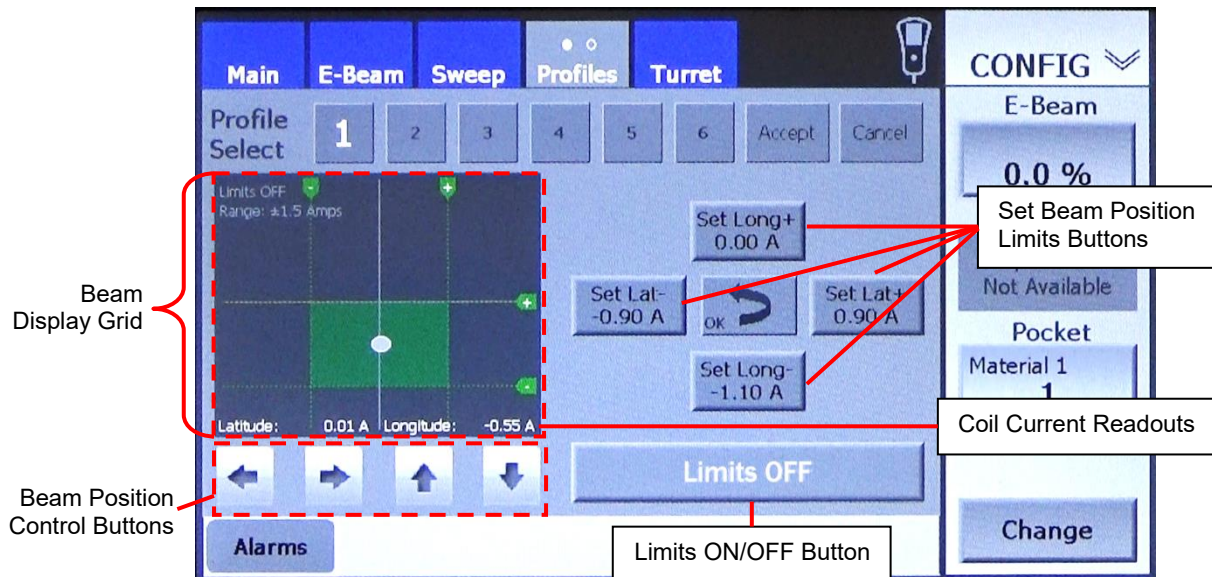 Main
E-Beam
Sweep
Profiles
Turret
CONFIG
Profile
Select
1
2
3
4
5
6
Accept
Cancel
E-Beam
0.0 %
Limits OFF
Range: ±1.5 Amps
-
+
+
-
Set Long+
0.00 A
Set Lat-
-0.90 A
OK
Set Lat+
0.90 A
Set Long-
-1.10 A
Set Beam Position
Limits Buttons
Not Available
Beam
Display Grid
Pocket
Material 1
1
Latitude: 0.01 A Longitude: -0.55 A
Coil Current Readouts
Limits OFF
Beam Position
Control Buttons
Alarms
Limits ON/OFF Button
Change